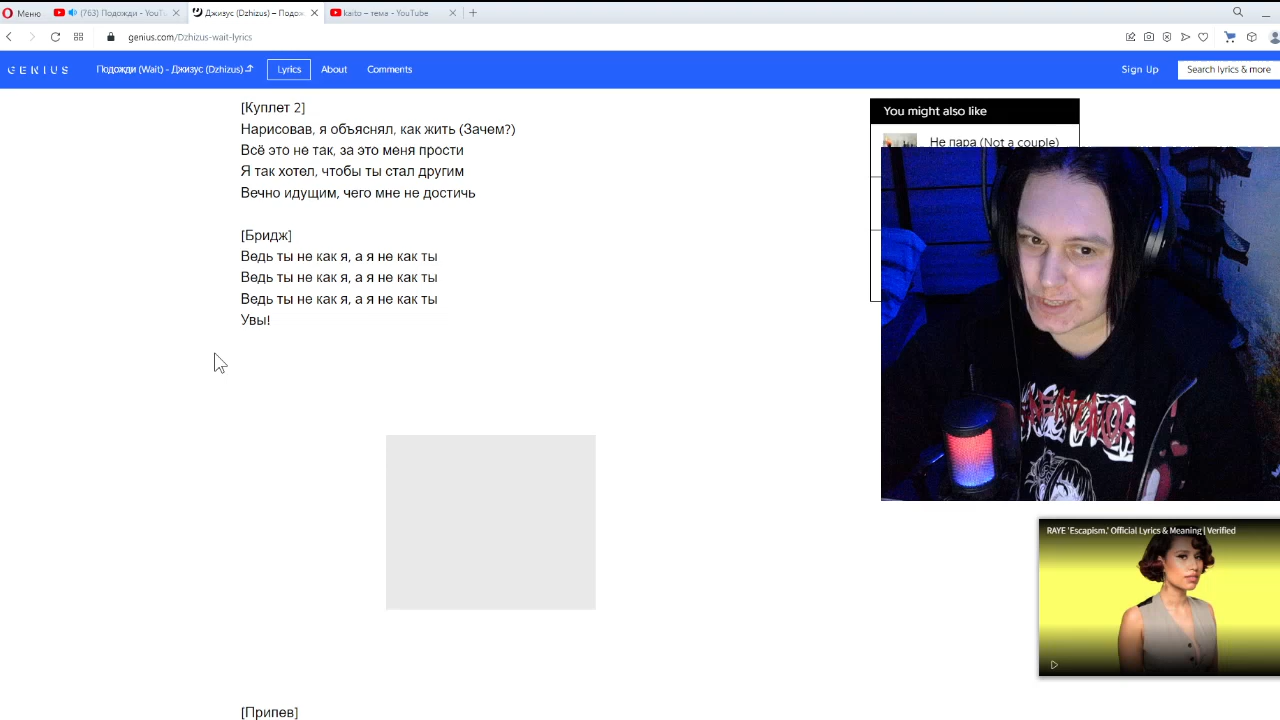 Меню
(763) Подожди - YouTu
Джизус (Dzhizus) – Подож
kaito – тема - YouTube
genius.com/Dzhizus-wait-lyrics
GENIUS
Подожди (Wait) - Джизус (Dzhizus)
Lyrics
About
Comments
Sign Up
Search lyrics & more
[Куплет 2]
Нарисовав, я объяснял, как жить (Зачем?)
Всё это не так, за это меня прости
Я так хотел, чтобы ты стал другим
Вечно идущим, чего мне не достичь
[Бридж]
Ведь ты не как я, а я не как ты
Ведь ты не как я, а я не как ты
Ведь ты не как я, а я не как ты
Увы!
[Припев]
You might also like
Не пара (Not a couple)
RAYE 'Escapism.' Official Lyrics & Meaning | Verified